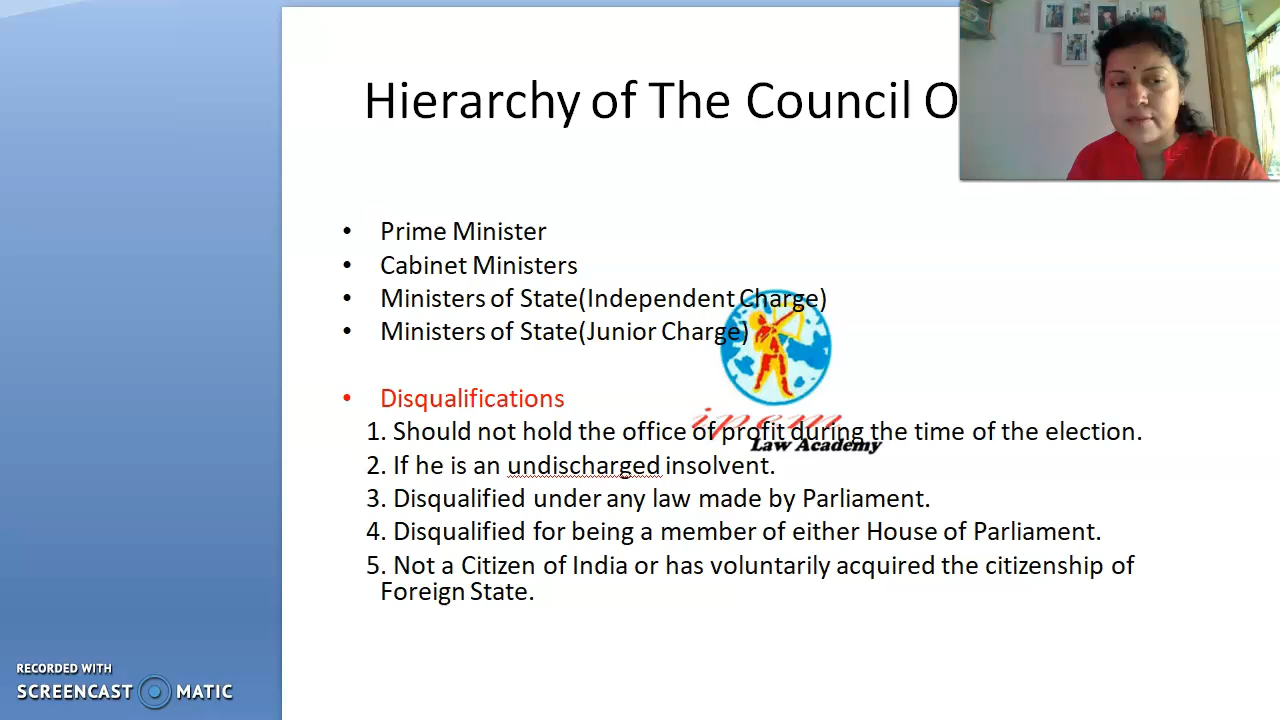 Hierarchy of The Council O
• Prime Minister
• Cabinet Ministers
• Ministers of State(Independent Charge)
• Ministers of State(Junior Charge)
• Disqualifications
1. Should not hold the office of profit during the time of the election.
2. If he is an undischarged insolvent.
3. Disqualified under any law made by Parliament.
4. Disqualified for being a member of either House of Parliament.
5. Not a Citizen of India or has voluntarily acquired the citizenship of
Foreign State.
ipem
Law Academy
RECORDED WITH
SCREENCAST MATIC